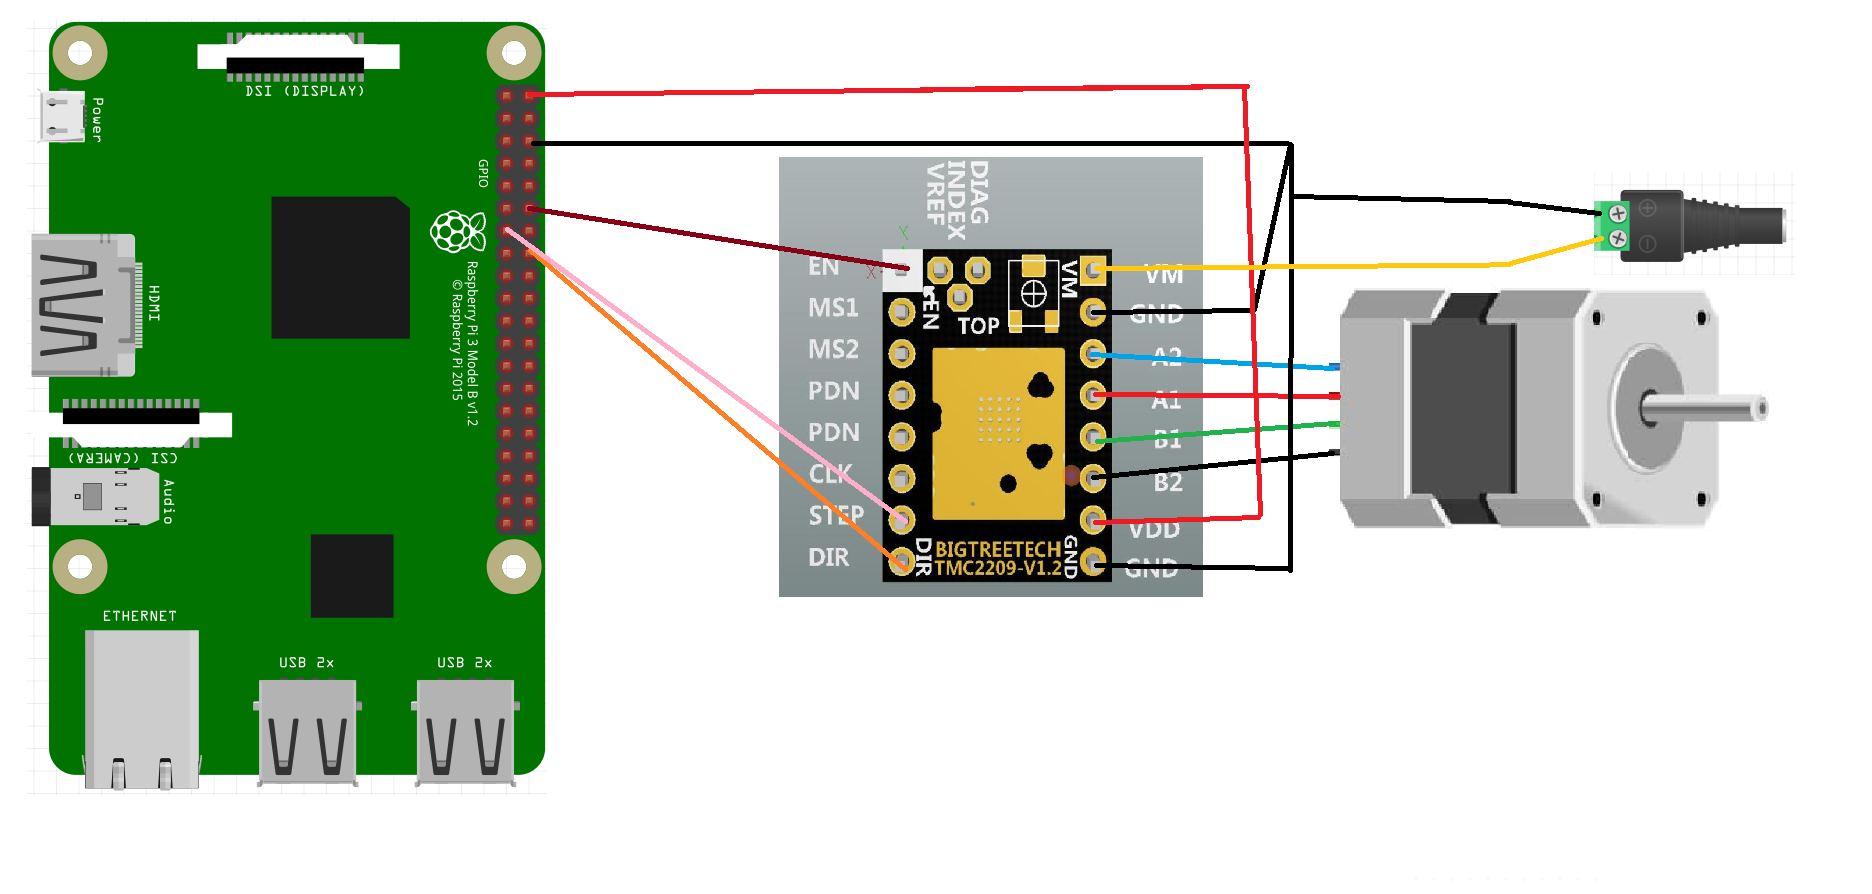 DSI (DISPLAY)
Power
GPIO
HDMI
Raspberry Pi 3 Model B v1.2
© Raspberry Pi 2015
CSI (CAMERA)
Audio
ETHERNET
USB 2x
USB 2x
DIAG
INDEX
VREF
EN
MS1
MS2
PDN
PDN
CLK
STEP
DIR
X
X
EN
TOP
VM
DIR
BIGTREETECH
TMC2209-V1.2
GND
VM
GND
A2
A1
B1
B2
VDD
GND